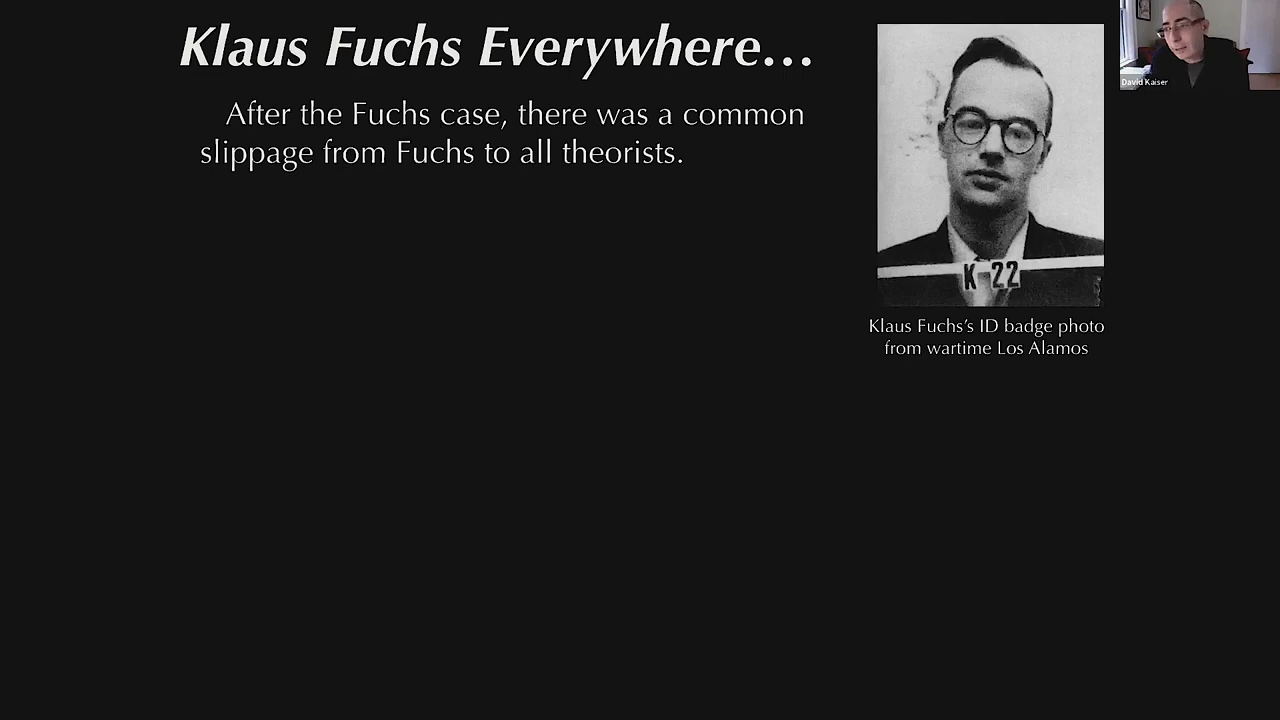 Klaus Fuchs Everywhere…
After the Fuchs case, there was a common
slippage from Fuchs to all theorists.
K 22
Klaus Fuchs's ID badge photo
from wartime Los Alamos
David Kaiser